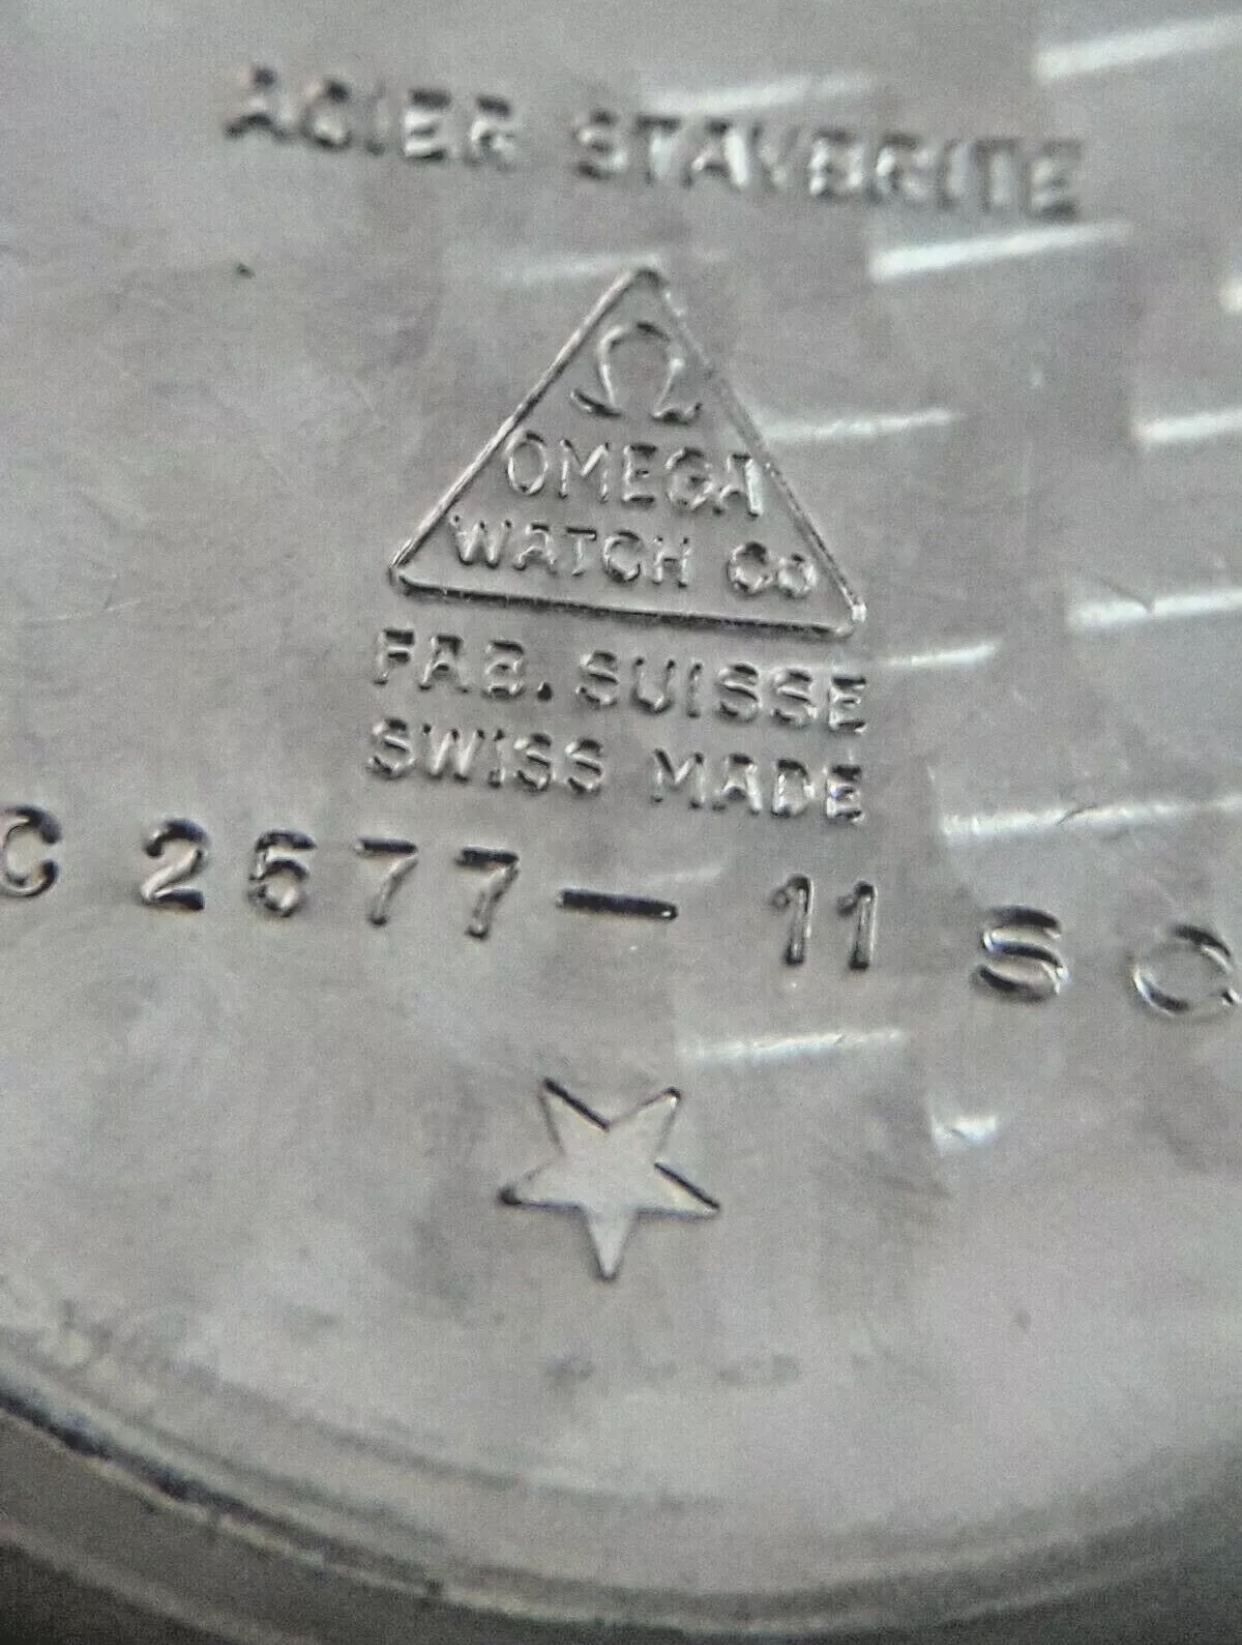 ACIER STAYBRITE
Ω
OMEGA
WATCH Co
FAB. SUISSE
SWISS MADE
C 2677 — 11 SC